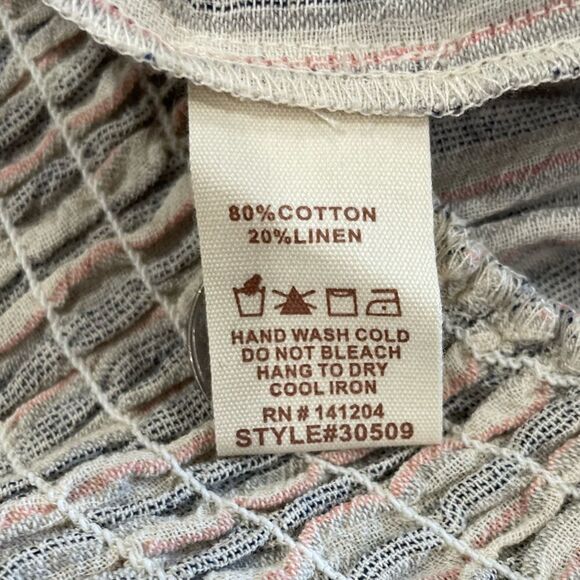 80%COTTON
20%LINEN
HAND WASH COLD
DO NOT BLEACH
HANG TO DRY
COOL IRON
RN # 141204
STYLE#30509